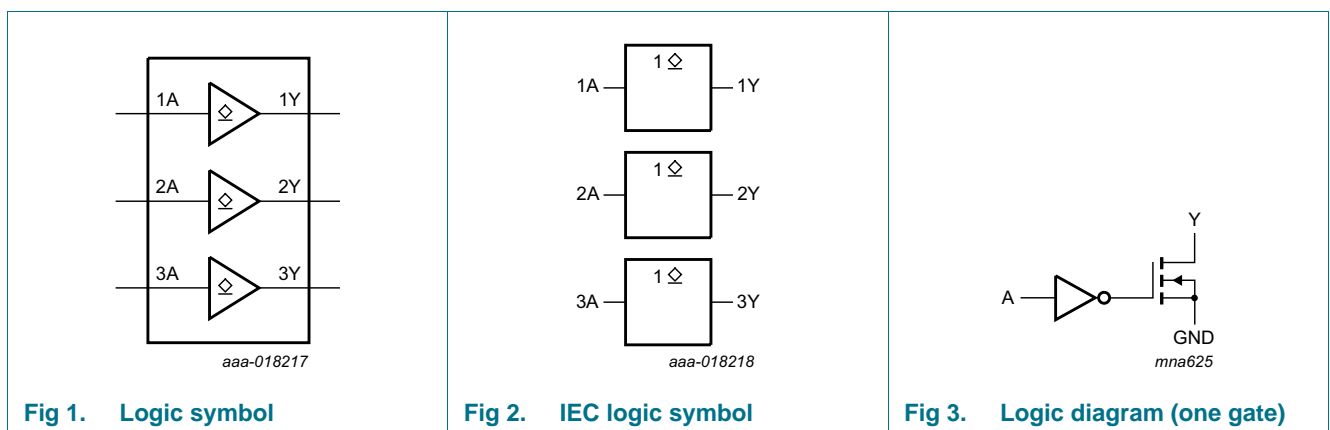 1A 1Y
2A 2Y
3A 3Y
aaa-018217
Fig 1. Logic symbol
1
1A 1Y
1
2A 2Y
1
3A 3Y
aaa-018218
Fig 2. IEC logic symbol
Y
A
GND
mna625
Fig 3. Logic diagram (one gate)